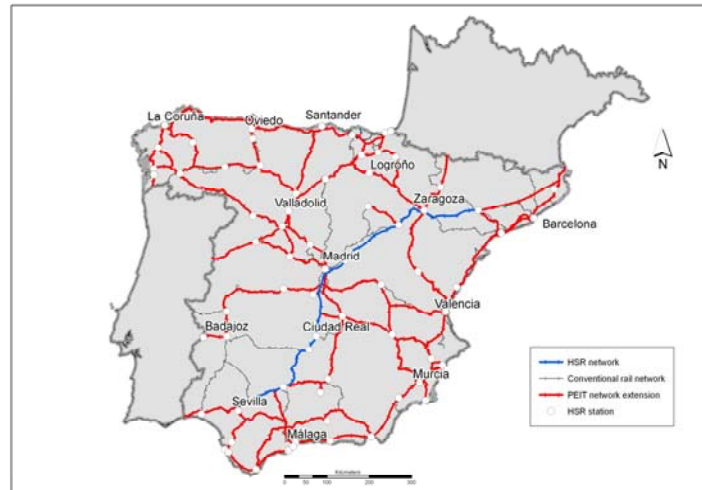 La Coruña
Oviedo
Santander
Logroño
N
Zaragoza
Valladolid
Barcelona
Madrid
Valencia
Badajoz
Ciudad Real
Murcia
Sevilla
Málaga
HSR network
Conventional rail network
PEIT network extension
HSR station
Kilometers
0 50 100 200 300